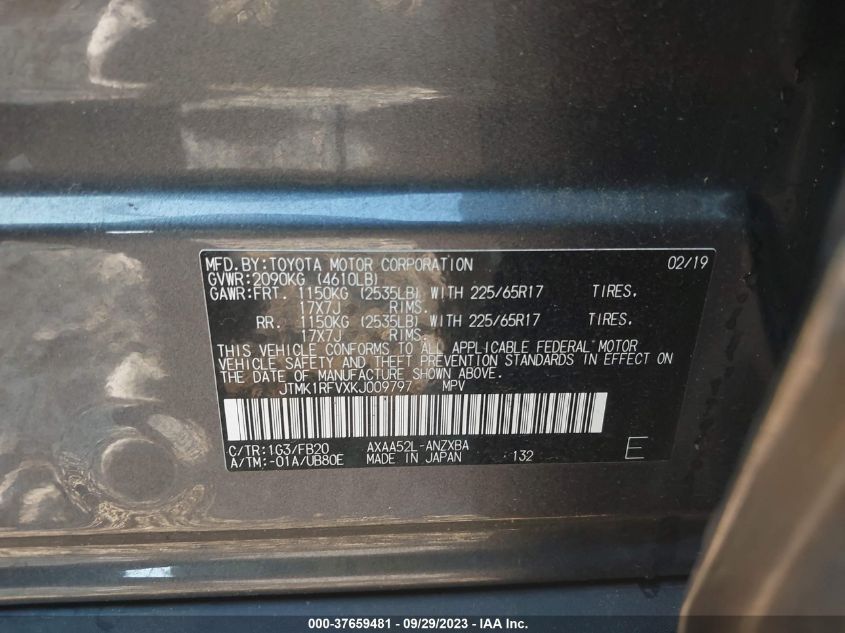 MFD.BY:TOYOTA MOTOR CORPORATION 02/19
GVWR:2090KG (4610LB)
GAWR:FRT. 1150KG (2535LB) WITH 225/65R17 TIRES,
17X7J RIMS.
RR. 1150KG (2535LB) WITH 225/65R17 TIRES,
17X7J RIMS.
THIS VEHICLE CONFORMS TO ALL APPLICABLE FEDERAL MOTOR
VEHICLE SAFETY AND THEFT PREVENTION STANDARDS IN EFFECT ON
THE DATE OF MANUFACTURE SHOWN ABOVE.
JTMK1RFVXKJ009797 MPV
C/TR:1G3/FB20 AXAA52L-ANZXBA
A/TM:-01A/UB80E MADE IN JAPAN 132 E
000-37659481 - 09/29/2023 - IAA Inc.